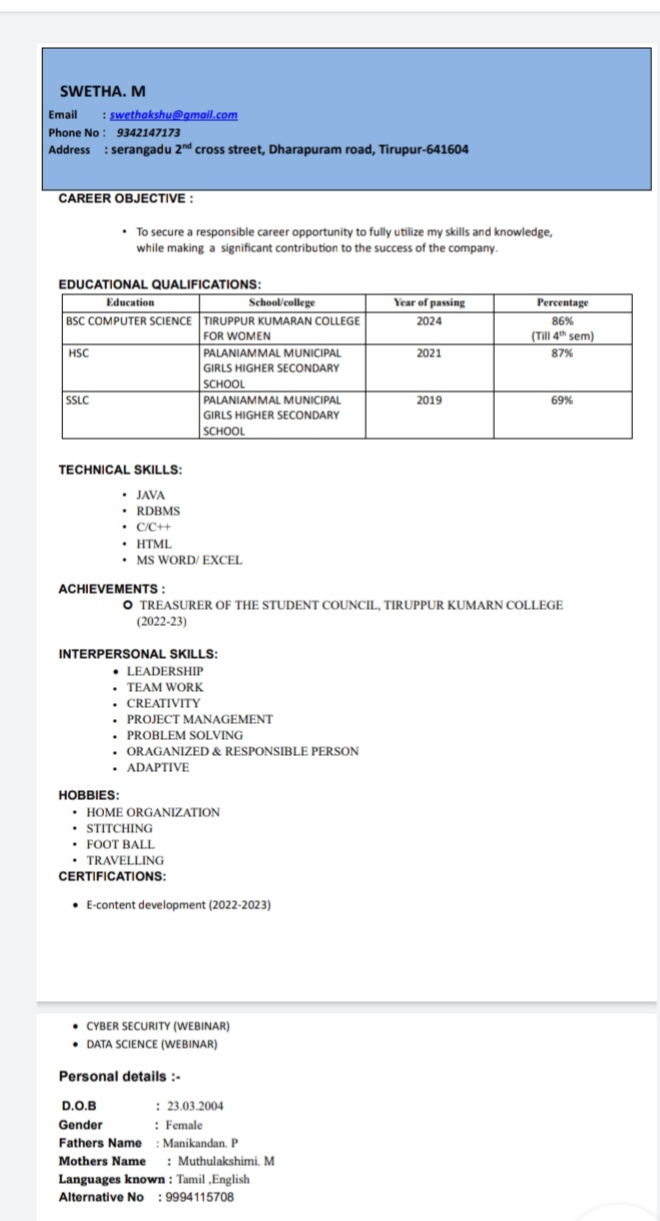 SWETHA. M
Email : swethakshu@gmail.com
Phone No : 9342147173
Address : serangadu 2nd cross street, Dharapuram road, Tirupur-641604
CAREER OBJECTIVE :
• To secure a responsible career opportunity to fully utilize my skills and knowledge,
while making a significant contribution to the success of the company.
EDUCATIONAL QUALIFICATIONS:
Education School/college Year of passing Percentage
BSC COMPUTER SCIENCE TIRUPPUR KUMARAN COLLEGE 2024 86%
FOR WOMEN (Till 4th sem)
HSC PALANIAMMAL MUNICIPAL 2021 87%
GIRLS HIGHER SECONDARY
SCHOOL
SSLC PALANIAMMAL MUNICIPAL 2019 69%
GIRLS HIGHER SECONDARY
SCHOOL
TECHNICAL SKILLS:
• JAVA
• RDBMS
• C/C++
• HTML
• MS WORD/ EXCEL
ACHIEVEMENTS :
O TREASURER OF THE STUDENT COUNCIL, TIRUPPUR KUMARN COLLEGE
(2022-23)
INTERPERSONAL SKILLS:
• LEADERSHIP
• TEAM WORK
• CREATIVITY
• PROJECT MANAGEMENT
• PROBLEM SOLVING
• ORAGANIZED & RESPONSIBLE PERSON
• ADAPTIVE
HOBBIES:
• HOME ORGANIZATION
• STITCHING
• FOOT BALL
• TRAVELLING
CERTIFICATIONS:
• E-content development (2022-2023)
• CYBER SECURITY (WEBINAR)
• DATA SCIENCE (WEBINAR)
Personal details :-
D.O.B : 23.03.2004
Gender : Female
Fathers Name : Manikandan. P
Mothers Name : Muthulakshimi. M
Languages known : Tamil ,English
Alternative No : 9994115708